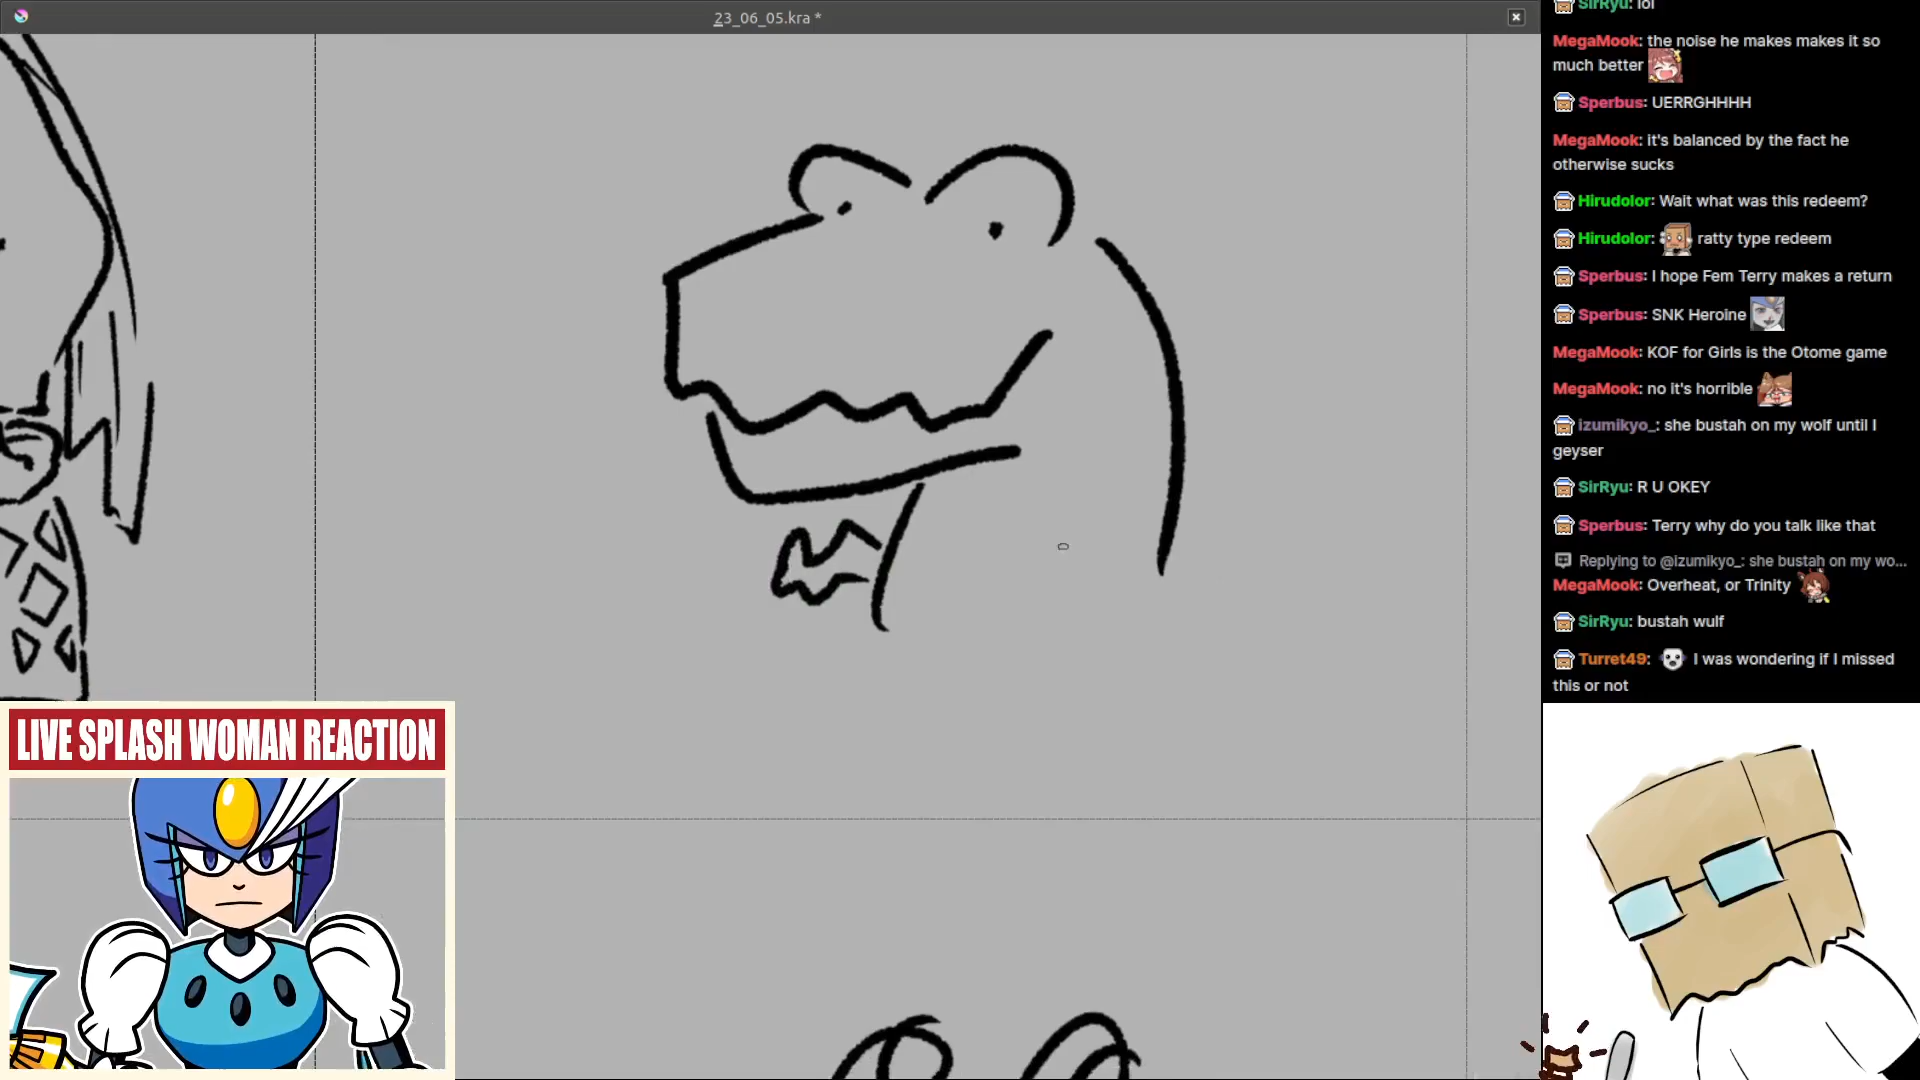 23_06_05.kra *
SirRyu: lol
MegaMook: the noise he makes makes it so
much better
Sperbus: UERRGHHHH
MegaMook: it's balanced by the fact he
otherwise sucks
Hirudolor: Wait what was this redeem?
Hirudolor: ratty type redeem
Sperbus: I hope Fem Terry makes a return
Sperbus: SNK Heroine
MegaMook: KOF for Girls is the Otome game
MegaMook: no it's horrible
izumikyo_: she bustah on my wolf until I
geyser
SirRyu: R U OKEY
Sperbus: Terry why do you talk like that
Replying to @izumikyo_: she bustah on my wo...
MegaMook: Overheat, or Trinity
SirRyu: bustah wulf
Turret49: I was wondering if I missed
this or not
LIVE SPLASH WOMAN REACTION